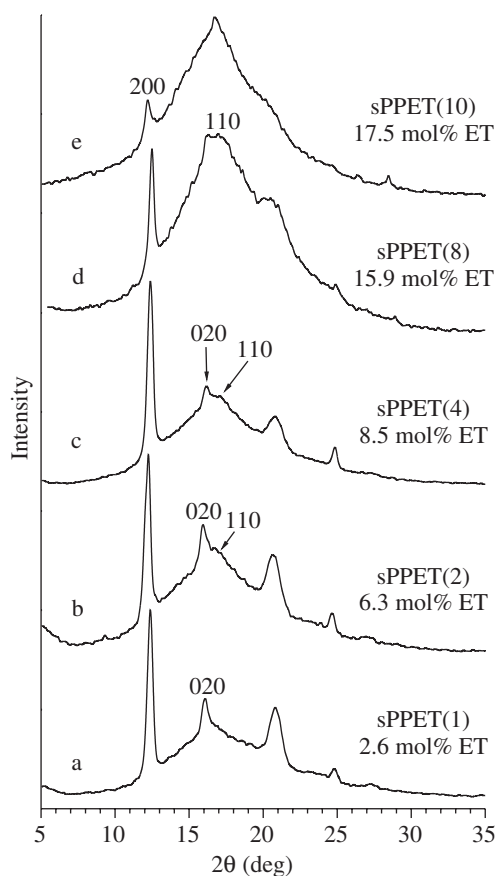 200
sPPET(10)
17.5 mol% ET
e
110
sPPET(8)
15.9 mol% ET
d
020
110
sPPET(4)
8.5 mol% ET
c
Intensity
020
110
sPPET(2)
6.3 mol% ET
b
020
sPPET(1)
2.6 mol% ET
a
5 10 15 20 25 30 35
2θ (deg)